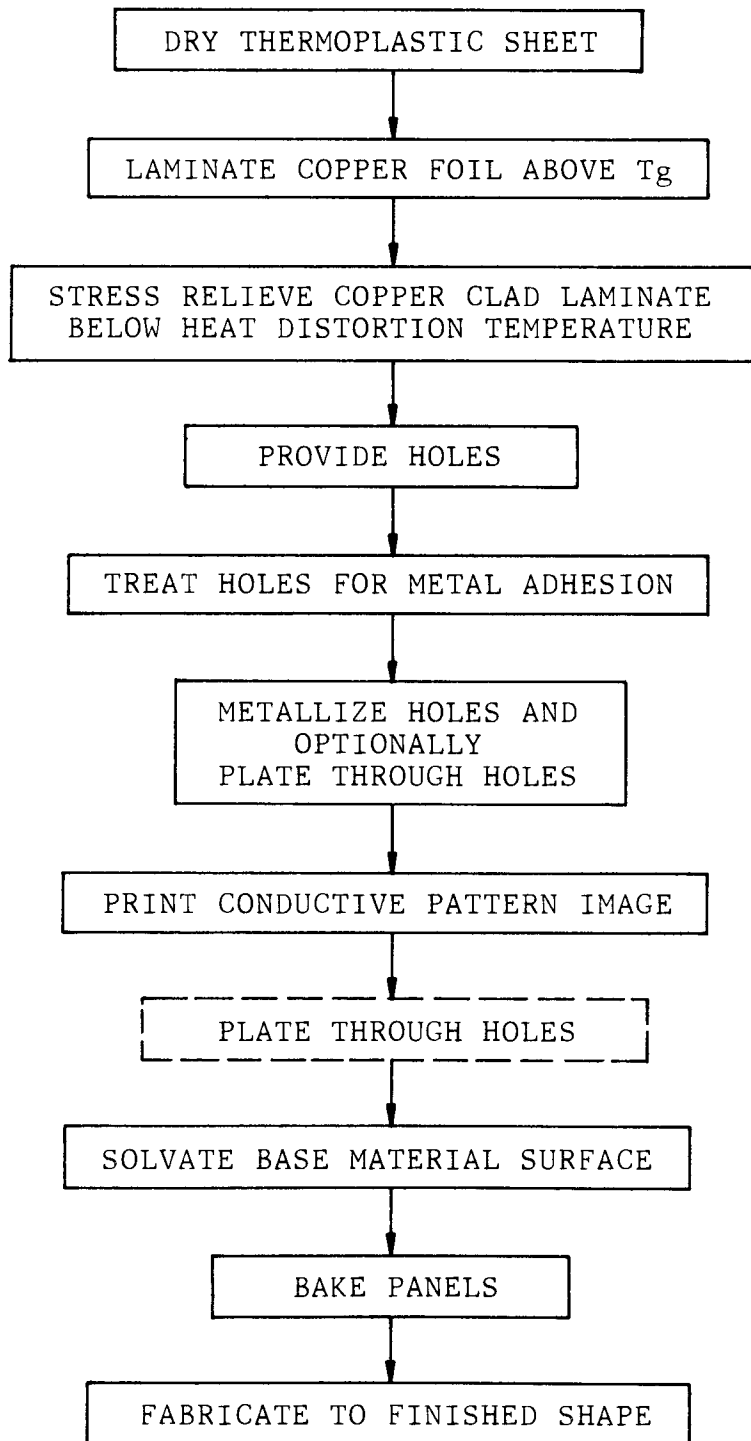 DRY THERMOPLASTIC SHEET
LAMINATE COPPER FOIL ABOVE Tg
STRESS RELIEVE COPPER CLAD LAMINATE
BELOW HEAT DISTORTION TEMPERATURE
PROVIDE HOLES
TREAT HOLES FOR METAL ADHESION
METALLIZE HOLES AND
OPTIONALLY
PLATE THROUGH HOLES
PRINT CONDUCTIVE PATTERN IMAGE
PLATE THROUGH HOLES
SOLVATE BASE MATERIAL SURFACE
BAKE PANELS
FABRICATE TO FINISHED SHAPE